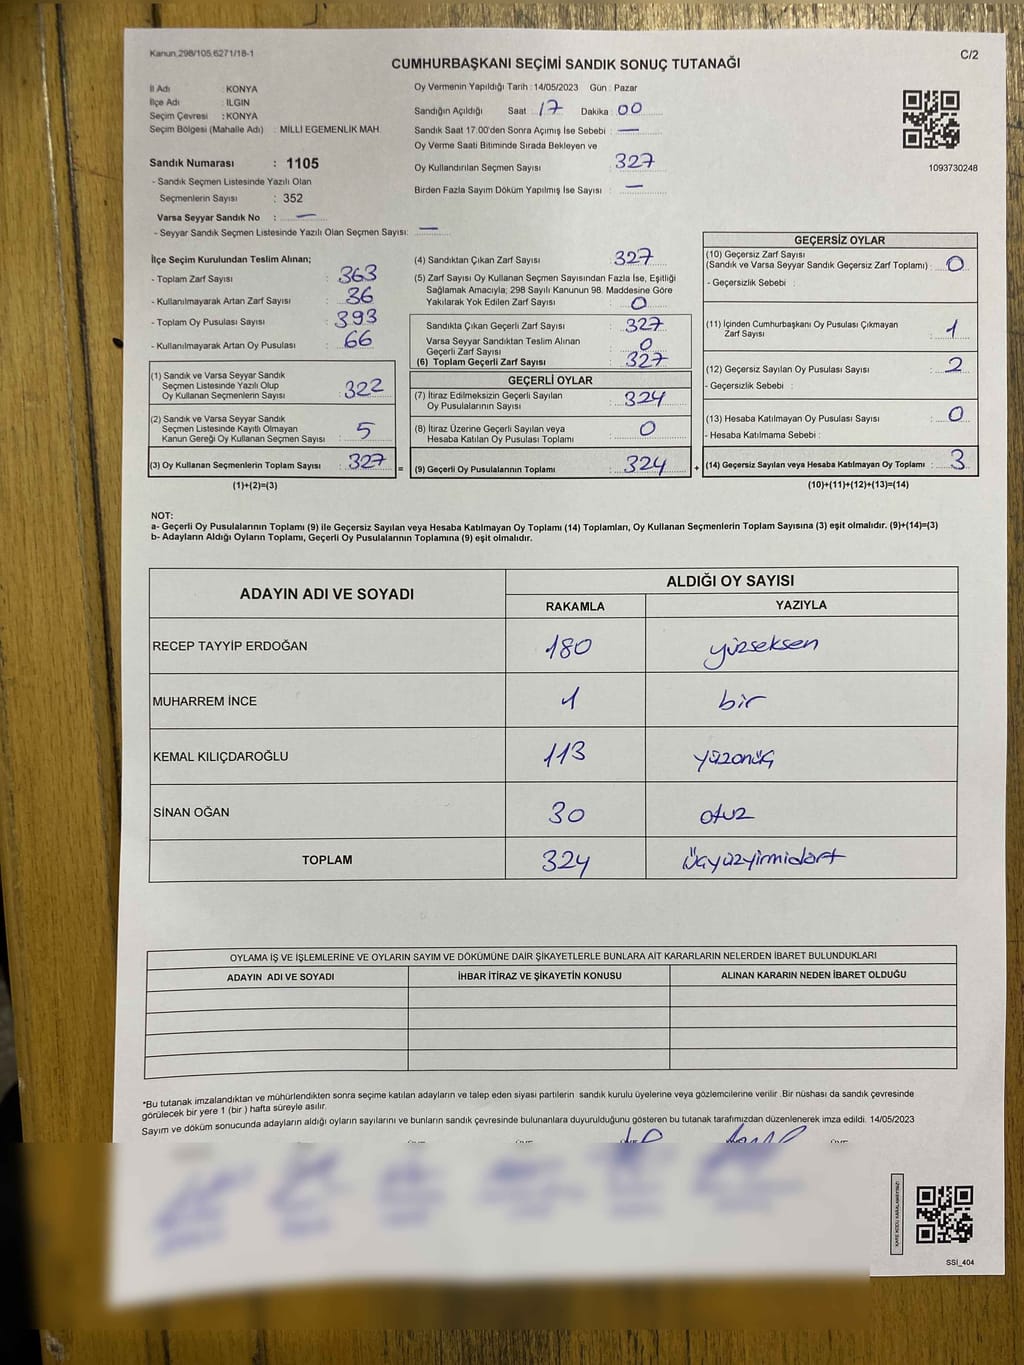 Kanun 298/105,6271/18-1
C/2
CUMHURBAŞKANI SEÇİMİ SANDIK SONUÇ TUTANAĞI
İl Adı : KONYA
İlçe Adı : ILGIN
Seçim Çevresi : KONYA
Seçim Bölgesi (Mahalle Adı) : MİLLİ EGEMENLİK MAH.
Sandık Numarası : 1105
- Sandık Seçmen Listesinde Yazılı Olan
Seçmenlerin Sayısı : 352
Varsa Seyyar Sandık No : —
- Seyyar Sandık Seçmen Listesinde Yazılı Olan Seçmen Sayısı: —
Oy Vermenin Yapıldığı Tarih : 14/05/2023 Gün : Pazar
Sandığın Açıldığı Saat : 17 Dakika : 00
Sandık Saat 17.00'den Sonra Açımış İse Sebebi : —
Oy Verme Saati Bitiminde Sırada Bekleyen ve
Oy Kullandırılan Seçmen Sayısı : 327
Birden Fazla Sayım Döküm Yapılmış İse Sayısı : —
1093730248
İlçe Seçim Kurulundan Teslim Alınan;
- Toplam Zarf Sayısı : 363
- Kullanılmayarak Artan Zarf Sayısı : 36
- Toplam Oy Pusulası Sayısı : 393
- Kullanılmayarak Artan Oy Pusulası : 66
(1) Sandık ve Varsa Seyyar Sandık
Seçmen Listesinde Yazılı Olup
Oy Kullanan Seçmenlerin Sayısı : 322
(2) Sandık ve Varsa Seyyar Sandık
Seçmen Listesinde Kayıtlı Olmayan
Kanun Gereği Oy Kullanan Seçmen Sayısı : 5
(3) Oy Kullanan Seçmenlerin Toplam Sayısı : 327 =
(1)+(2)=(3)
(4) Sandıktan Çıkan Zarf Sayısı : 327
(5) Zarf Sayısı Oy Kullanan Seçmen Sayısından Fazla İse, Eşitliği
Sağlamak Amacıyla; 298 Sayılı Kanunun 98. Maddesine Göre
Yakılarak Yok Edilen Zarf Sayısı : 0
Sandıkta Çıkan Geçerli Zarf Sayısı : 327
Varsa Seyyar Sandıktan Teslim Alınan
Geçerli Zarf Sayısı : 0
(6) Toplam Geçerli Zarf Sayısı : 327
GEÇERLİ OYLAR
(7) İtiraz Edilmeksizin Geçerli Sayılan
Oy Pusulalarının Sayısı : 324
(8) İtiraz Üzerine Geçerli Sayılan veya
Hesaba Katılan Oy Pusulası Toplamı : 0
(9) Geçerli Oy Pusulalarının Toplamı : 324 +
GEÇERSİZ OYLAR
(10) Geçersiz Zarf Sayısı
(Sandık ve Varsa Seyyar Sandık Geçersiz Zarf Toplamı) : 0
- Geçersizlik Sebebi :
(11) İçinden Cumhurbaşkanı Oy Pusulası Çıkmayan
Zarf Sayısı : 1
(12) Geçersiz Sayılan Oy Pusulası Sayısı : 2
- Geçersizlik Sebebi :
(13) Hesaba Katılmayan Oy Pusulası Sayısı : 0
- Hesaba Katılmama Sebebi :
(14) Geçersiz Sayılan veya Hesaba Katılmayan Oy Toplamı : 3
(10)+(11)+(12)+(13)=(14)
NOT:
a- Geçerli Oy Pusulalarının Toplamı (9) ile Geçersiz Sayılan veya Hesaba Katılmayan Oy Toplamı (14) Toplamları, Oy Kullanan Seçmenlerin Toplam Sayısına (3) eşit olmalıdır. (9)+(14)=(3)
b- Adayların Aldığı Oyların Toplamı, Geçerli Oy Pusulalarının Toplamına (9) eşit olmalıdır.
ADAYIN ADI VE SOYADI ALDIĞI OY SAYISI
RAKAMLA YAZIYLA
RECEP TAYYİP ERDOĞAN 180 yüzseksen
MUHARREM İNCE 1 bir
KEMAL KILIÇDAROĞLU 113 yüzonüç
SİNAN OĞAN 30 otuz
TOPLAM 324 üçyüzyirmidört
OYLAMA İŞ VE İŞLEMLERİNE VE OYLARIN SAYIM VE DÖKÜMÜNE DAİR ŞİKAYETLERLE BUNLARA AİT KARARLARIN NELERDEN İBARET BULUNDUKLARI
ADAYIN ADI VE SOYADI İHBAR İTİRAZ VE ŞİKAYETİN KONUSU ALINAN KARARIN NEDEN İBARET OLDUĞU
*Bu tutanak imzalandıktan ve mühürlendikten sonra seçime katılan adayların ve talep eden siyasi partilerin sandık kurulu üyelerine veya gözlemcilerine verilir .Bir nüshası da sandık çevresinde
görülecek bir yere 1 (bir ) hafta süreyle asılır.
Sayım ve döküm sonucunda adayların aldığı oyların sayılarını ve bunların sandık çevresinde bulunanlara duyurulduğunu gösteren bu tutanak tarafımızdan düzenlenerek imza edildi. 14/05/2023
SSI_404